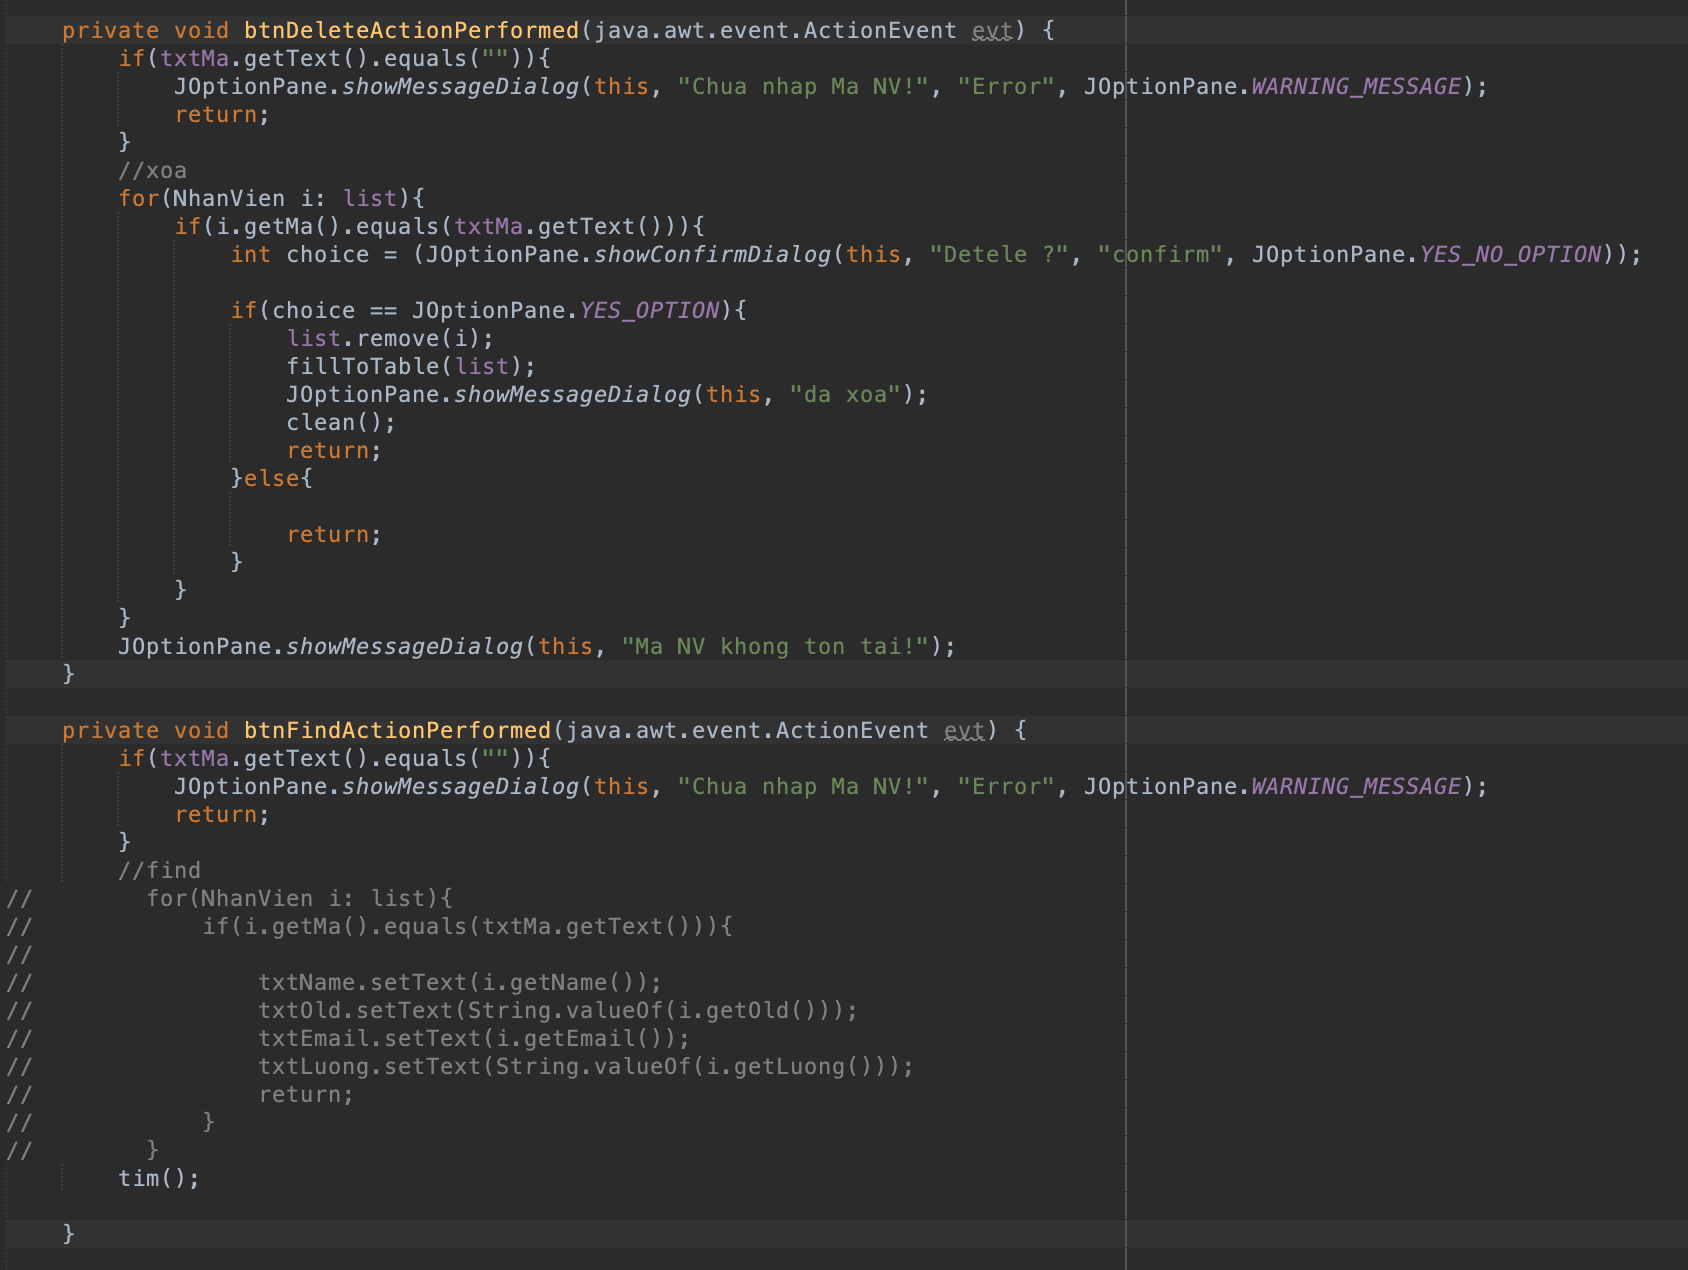 private void btnDeleteActionPerformed(java.awt.event.ActionEvent evt) {
if(txtMa.getText().equals("")){
JOptionPane.showMessageDialog(this, "Chua nhap Ma NV!", "Error", JOptionPane.WARNING_MESSAGE);
return;
}
//xoa
for(NhanVien i: list){
if(i.getMa().equals(txtMa.getText())){
int choice = (JOptionPane.showConfirmDialog(this, "Detele ?", "confirm", JOptionPane.YES_NO_OPTION));
if(choice == JOptionPane.YES_OPTION){
list.remove(i);
fillToTable(list);
JOptionPane.showMessageDialog(this, "da xoa");
clean();
return;
}else{
return;
}
}
}
JOptionPane.showMessageDialog(this, "Ma NV khong ton tai!");
}
private void btnFindActionPerformed(java.awt.event.ActionEvent evt) {
if(txtMa.getText().equals("")){
JOptionPane.showMessageDialog(this, "Chua nhap Ma NV!", "Error", JOptionPane.WARNING_MESSAGE);
return;
}
//find
// for(NhanVien i: list){
// if(i.getMa().equals(txtMa.getText())){
//
// txtName.setText(i.getName());
// txtOld.setText(String.valueOf(i.getOld()));
// txtEmail.setText(i.getEmail());
// txtLuong.setText(String.valueOf(i.getLuong()));
// return;
// }
// }
tim();
}